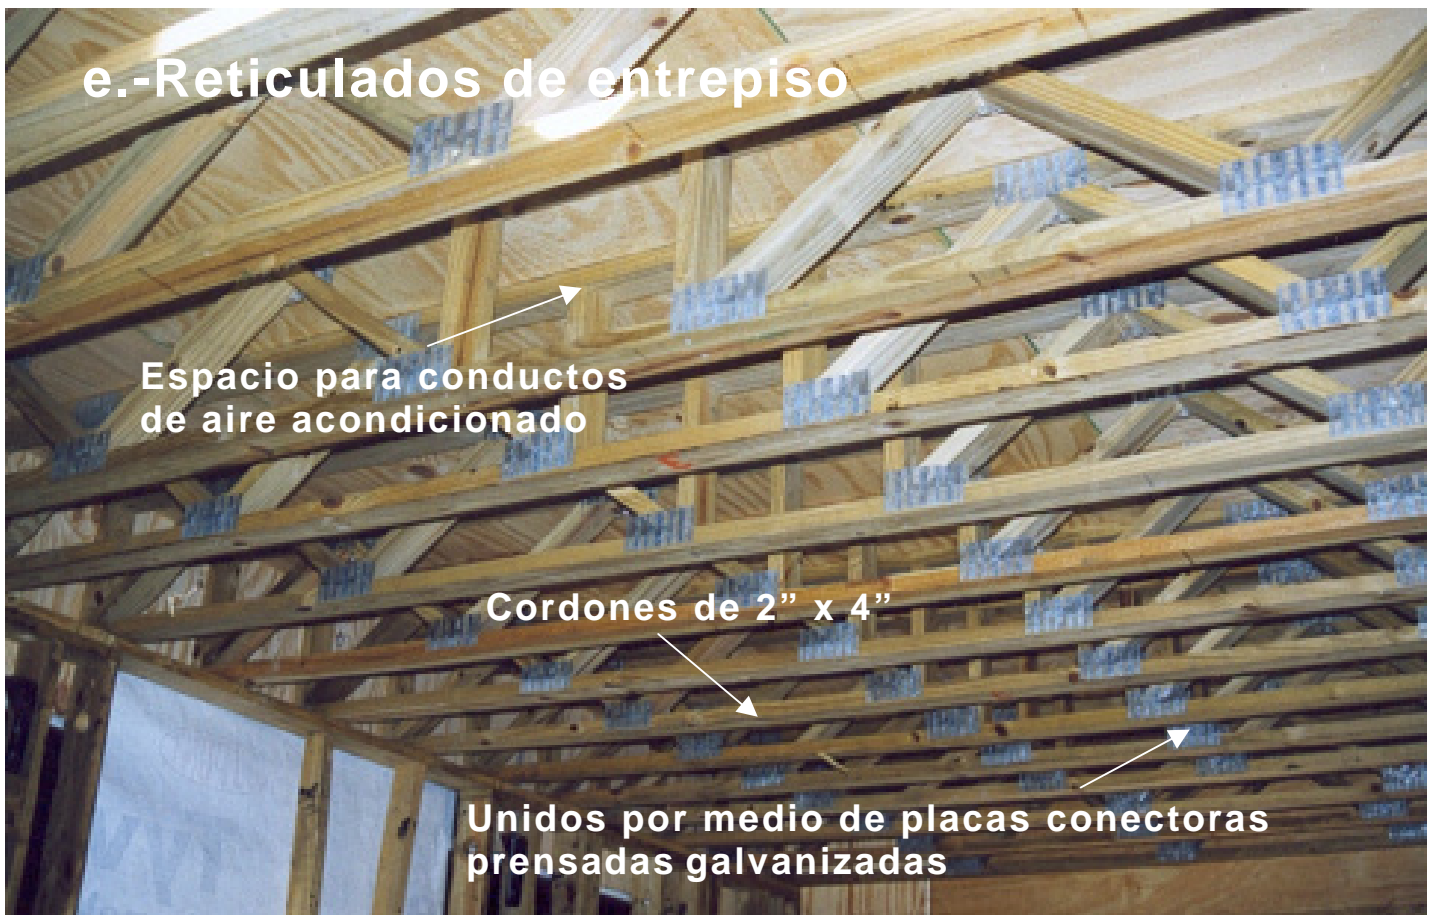 e.-Reticulados de entrepiso
Espacio para conductos
de aire acondicionado
Cordones de 2” x 4”
Unidos por medio de placas conectoras
prensadas galvanizadas